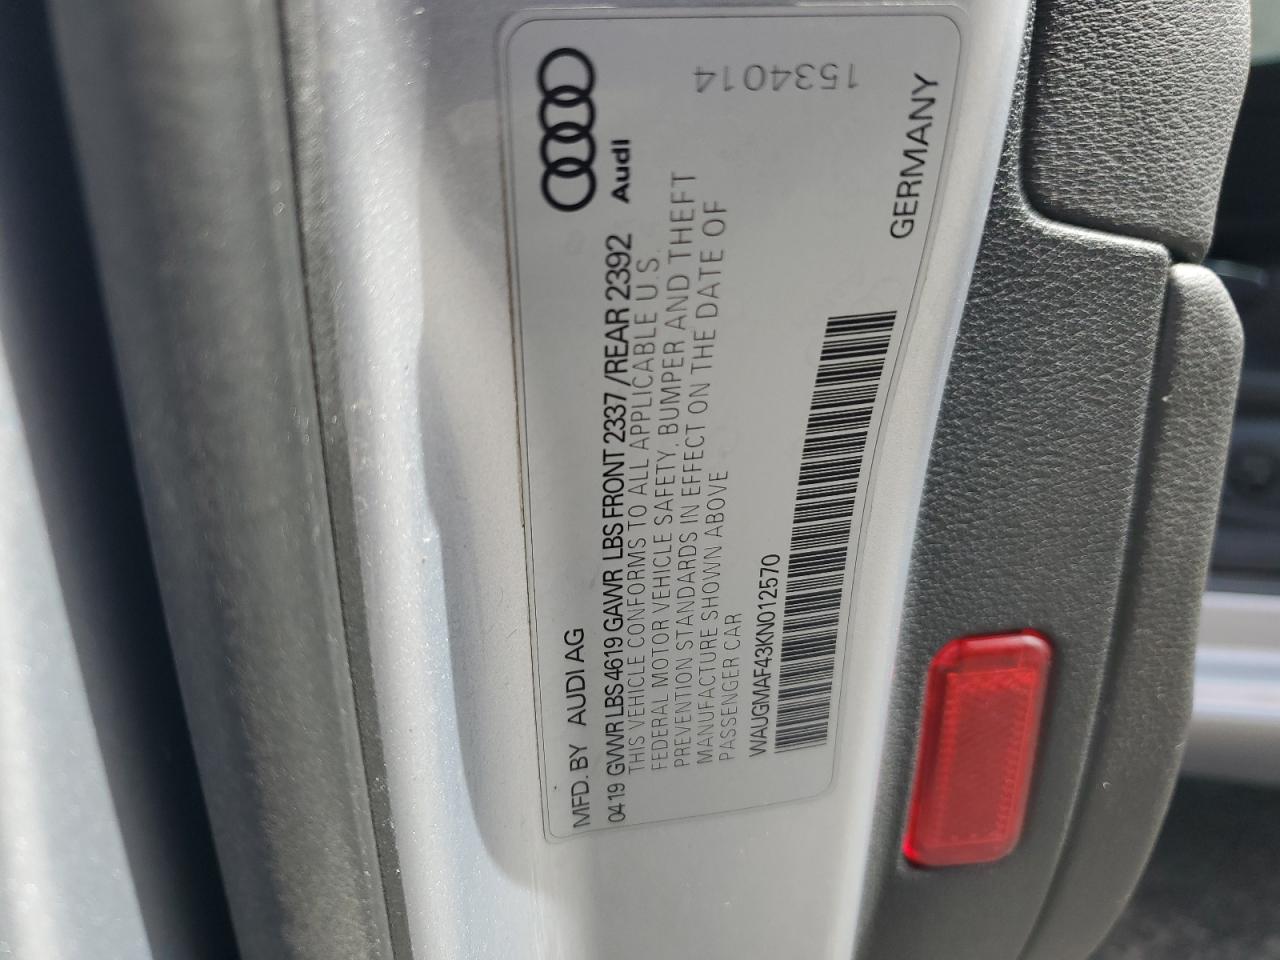 Audi
MFD. BY AUDI AG
04 19 GVWR LBS 4619 GAWR LBS FRONT 2337 /REAR 2392
THIS VEHICLE CONFORMS TO ALL APPLICABLE U.S.
FEDERAL MOTOR VEHICLE SAFETY, BUMPER AND THEFT
PREVENTION STANDARDS IN EFFECT ON THE DATE OF
MANUFACTURE SHOWN ABOVE
PASSENGER CAR
WAUGMAF43KN012570
1534014
GERMANY